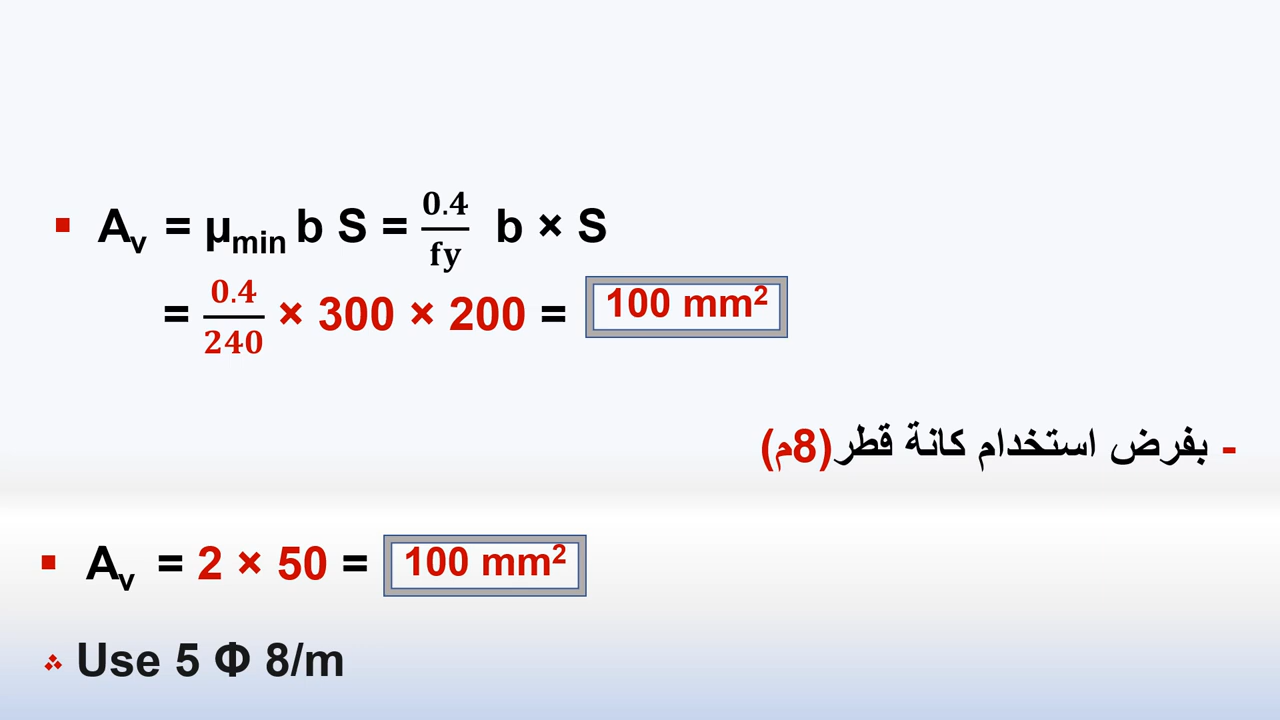 ▪ Aᵥ = μmin b S = 0.4/fy b × S
= 0.4/240 × 300 × 200 = 100 mm²
- بفرض استخدام كانة قطر(8م)
▪ Aᵥ = 2 × 50 = 100 mm²
Use 5 Φ 8/m